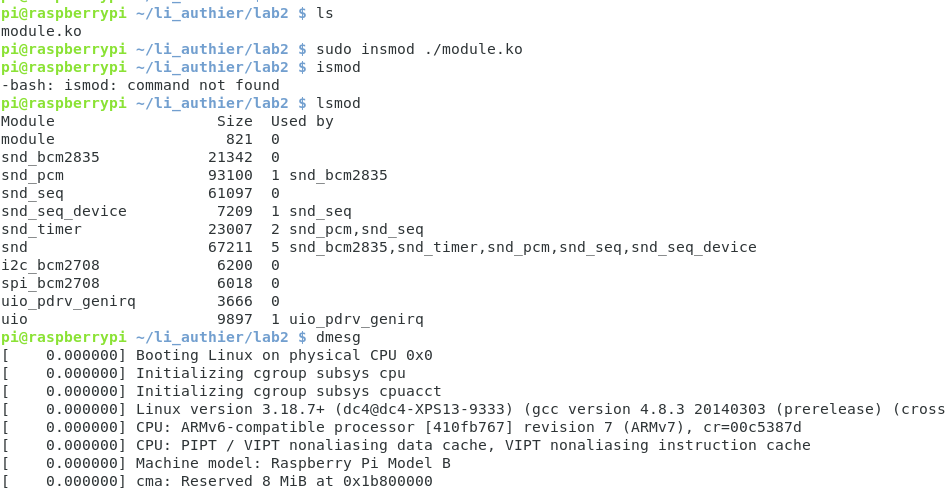 pi@raspberrypi ~/li_authier/lab2 $ ls
module.ko
pi@raspberrypi ~/li_authier/lab2 $ sudo insmod ./module.ko
pi@raspberrypi ~/li_authier/lab2 $ ismod
-bash: ismod: command not found
pi@raspberrypi ~/li_authier/lab2 $ lsmod
Module                  Size  Used by
module                   821  0
snd_bcm2835            21342  0
snd_pcm                93100  1 snd_bcm2835
snd_seq                61097  0
snd_seq_device          7209  1 snd_seq
snd_timer              23007  2 snd_pcm,snd_seq
snd                    67211  5 snd_bcm2835,snd_timer,snd_pcm,snd_seq,snd_seq_device
i2c_bcm2708             6200  0
spi_bcm2708             6018  0
uio_pdrv_genirq         3666  0
uio                     9897  1 uio_pdrv_genirq
pi@raspberrypi ~/li_authier/lab2 $ dmesg
[    0.000000] Booting Linux on physical CPU 0x0
[    0.000000] Initializing cgroup subsys cpu
[    0.000000] Initializing cgroup subsys cpuacct
[    0.000000] Linux version 3.18.7+ (dc4@dc4-XPS13-9333) (gcc version 4.8.3 20140303 (prerelease) (cross
[    0.000000] CPU: ARMv6-compatible processor [410fb767] revision 7 (ARMv7), cr=00c5387d
[    0.000000] CPU: PIPT / VIPT nonaliasing data cache, VIPT nonaliasing instruction cache
[    0.000000] Machine model: Raspberry Pi Model B
[    0.000000] cma: Reserved 8 MiB at 0x1b800000